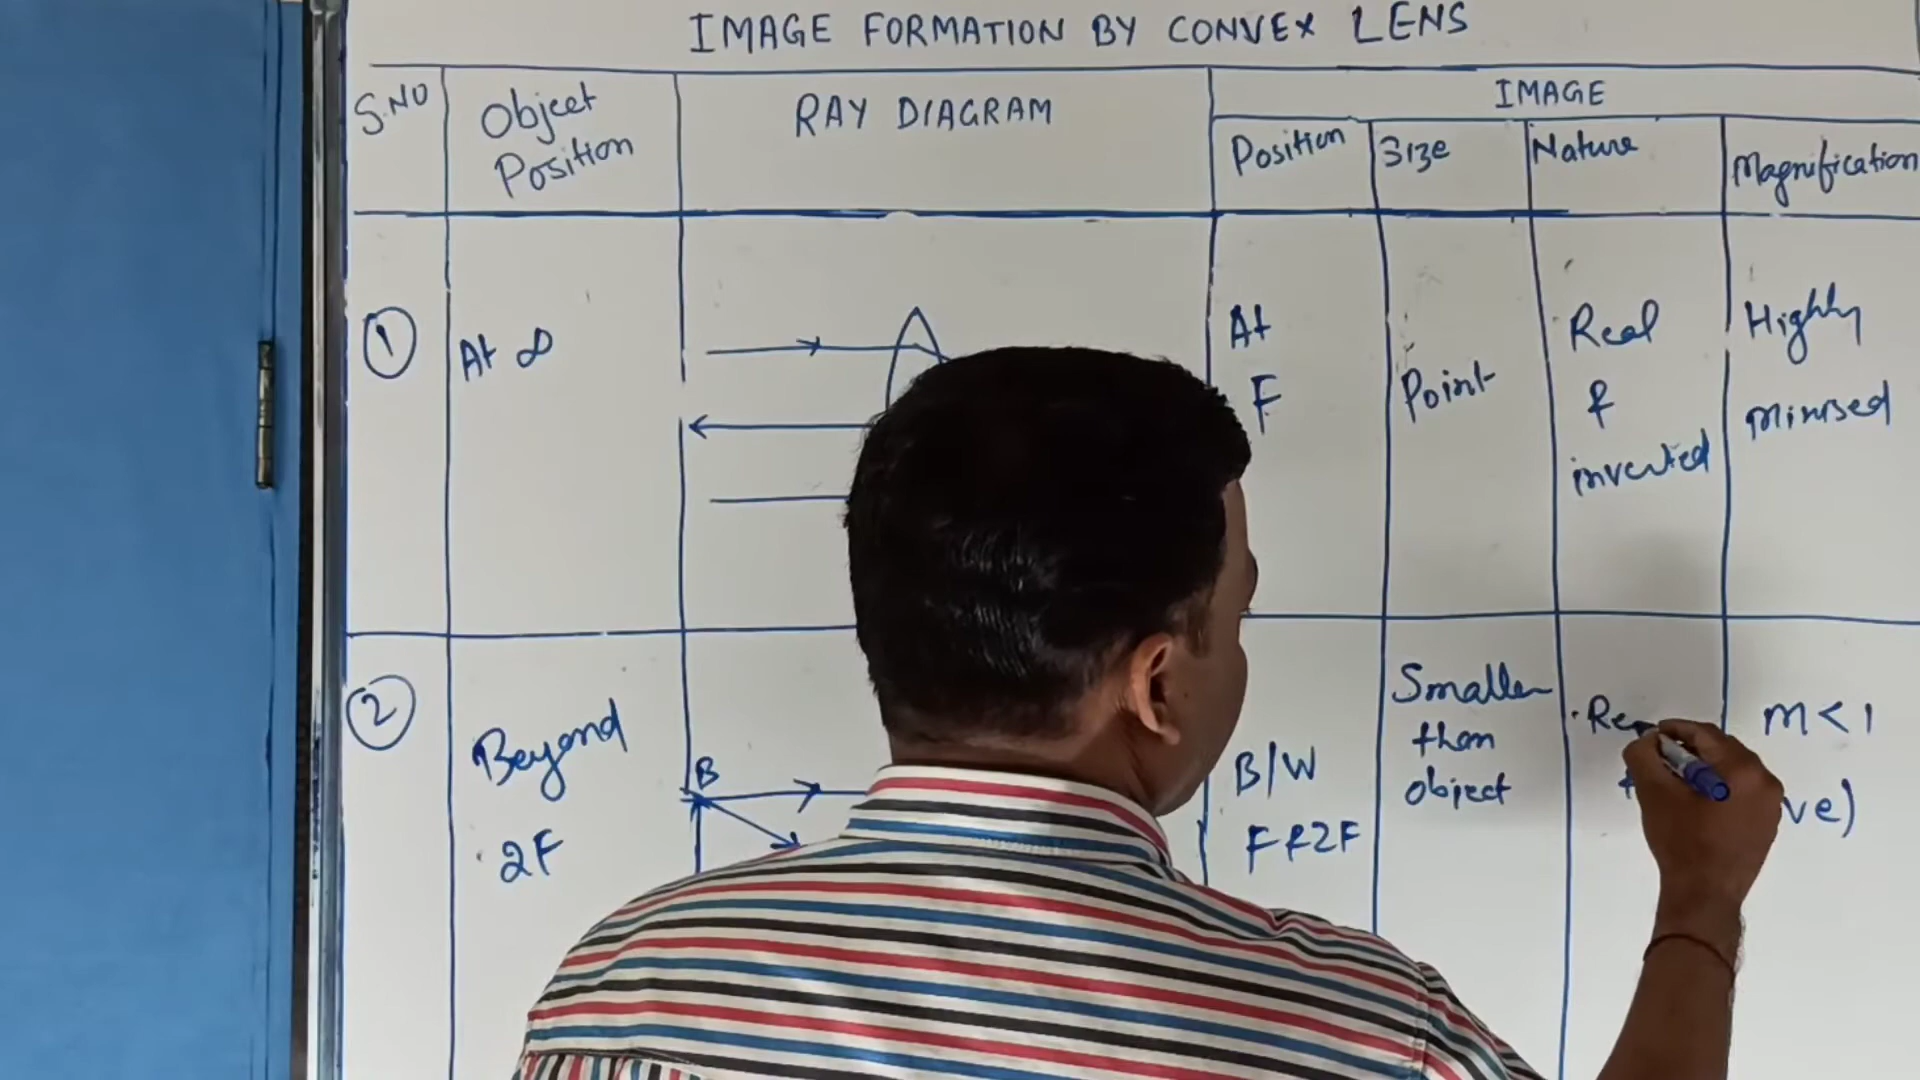 IMAGE FORMATION BY CONVEX LENS
S.NO
Object
Position
RAY DIAGRAM
IMAGE
Position
Size
Nature
Magnification
1
At ∞
At
F
Point
Real
&
inverted
Highly
Minised
2
Beyond
2F
B
B/W
F & 2F
Smaller
than
object
m < 1
ve)